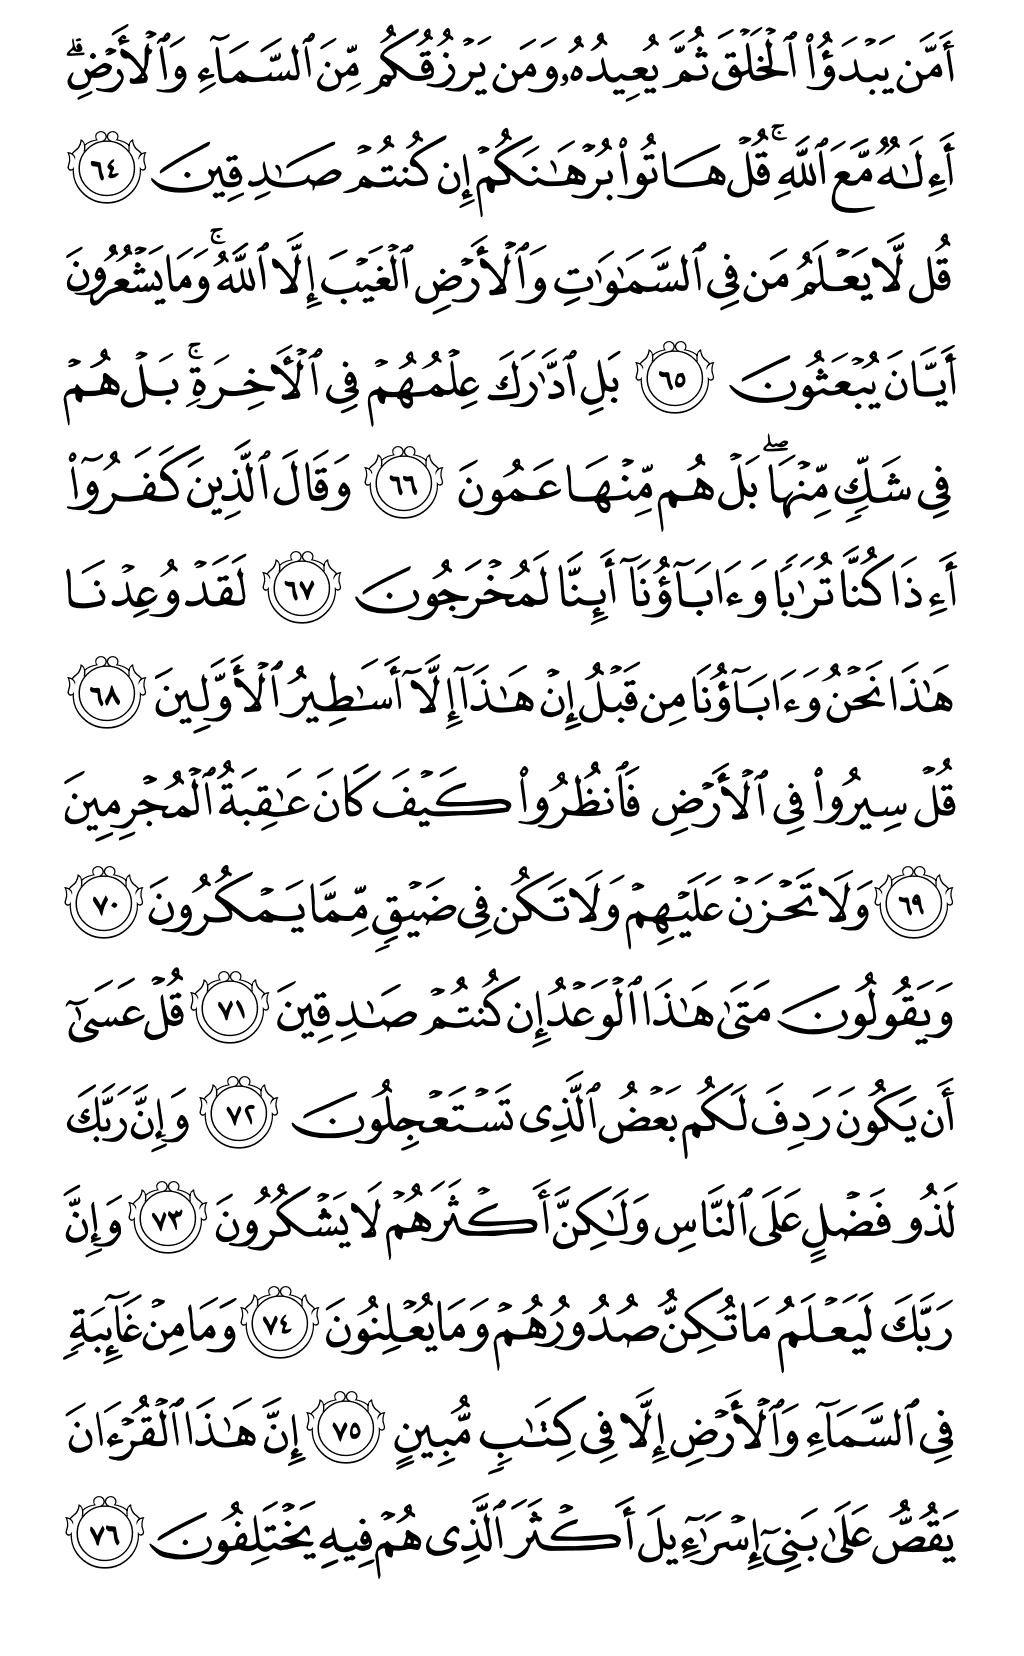 أَمَّن يَبْدَؤُا۟ ٱلْخَلْقَ ثُمَّ يُعِيدُهُۥ وَمَن يَرْزُقُكُم مِّنَ ٱلسَّمَآءِ وَٱلْأَرْضِ ۗ
أَءِلَـٰهٌ مَّعَ ٱللَّهِ ۚ قُلْ هَاتُوا۟ بُرْهَـٰنَكُمْ إِن كُنتُمْ صَـٰدِقِينَ ٦٤
قُل لَّا يَعْلَمُ مَن فِى ٱلسَّمَـٰوَٰتِ وَٱلْأَرْضِ ٱلْغَيْبَ إِلَّا ٱللَّهُ ۚ وَمَا يَشْعُرُونَ
أَيَّانَ يُبْعَثُونَ ٦٥ بَلِ ٱدَّٰرَكَ عِلْمُهُمْ فِى ٱلْـَٔاخِرَةِ ۚ بَلْ هُمْ
فِى شَكٍّ مِّنْهَا ۖ بَلْ هُم مِّنْهَا عَمُونَ ٦٦ وَقَالَ ٱلَّذِينَ كَفَرُوٓا۟
أَءِذَا كُنَّا تُرَٰبًا وَءَابَآؤُنَآ أَئِنَّا لَمُخْرَجُونَ ٦٧ لَقَدْ وُعِدْنَا
هَـٰذَا نَحْنُ وَءَابَآؤُنَا مِن قَبْلُ إِنْ هَـٰذَآ إِلَّآ أَسَـٰطِيرُ ٱلْأَوَّلِينَ ٦٨
قُلْ سِيرُوا۟ فِى ٱلْأَرْضِ فَٱنظُرُوا۟ كَيْفَ كَانَ عَـٰقِبَةُ ٱلْمُجْرِمِينَ
٦٩ وَلَا تَحْزَنْ عَلَيْهِمْ وَلَا تَكُن فِى ضَيْقٍ مِّمَّا يَمْكُرُونَ ٧٠
وَيَقُولُونَ مَتَىٰ هَـٰذَا ٱلْوَعْدُ إِن كُنتُمْ صَـٰدِقِينَ ٧١ قُلْ عَسَىٰٓ
أَن يَكُونَ رَدِفَ لَكُم بَعْضُ ٱلَّذِى تَسْتَعْجِلُونَ ٧٢ وَإِنَّ رَبَّكَ
لَذُو فَضْلٍ عَلَى ٱلنَّاسِ وَلَـٰكِنَّ أَكْثَرَهُمْ لَا يَشْكُرُونَ ٧٣ وَإِنَّ
رَبَّكَ لَيَعْلَمُ مَا تُكِنُّ صُدُورُهُمْ وَمَا يُعْلِنُونَ ٧٤ وَمَا مِنْ غَآئِبَةٍ
فِى ٱلسَّمَآءِ وَٱلْأَرْضِ إِلَّا فِى كِتَـٰبٍ مُّبِينٍ ٧٥ إِنَّ هَـٰذَا ٱلْقُرْءَانَ
يَقُصُّ عَلَىٰ بَنِىٓ إِسْرَٰٓءِيلَ أَكْثَرَ ٱلَّذِى هُمْ فِيهِ يَخْتَلِفُونَ ٧٦